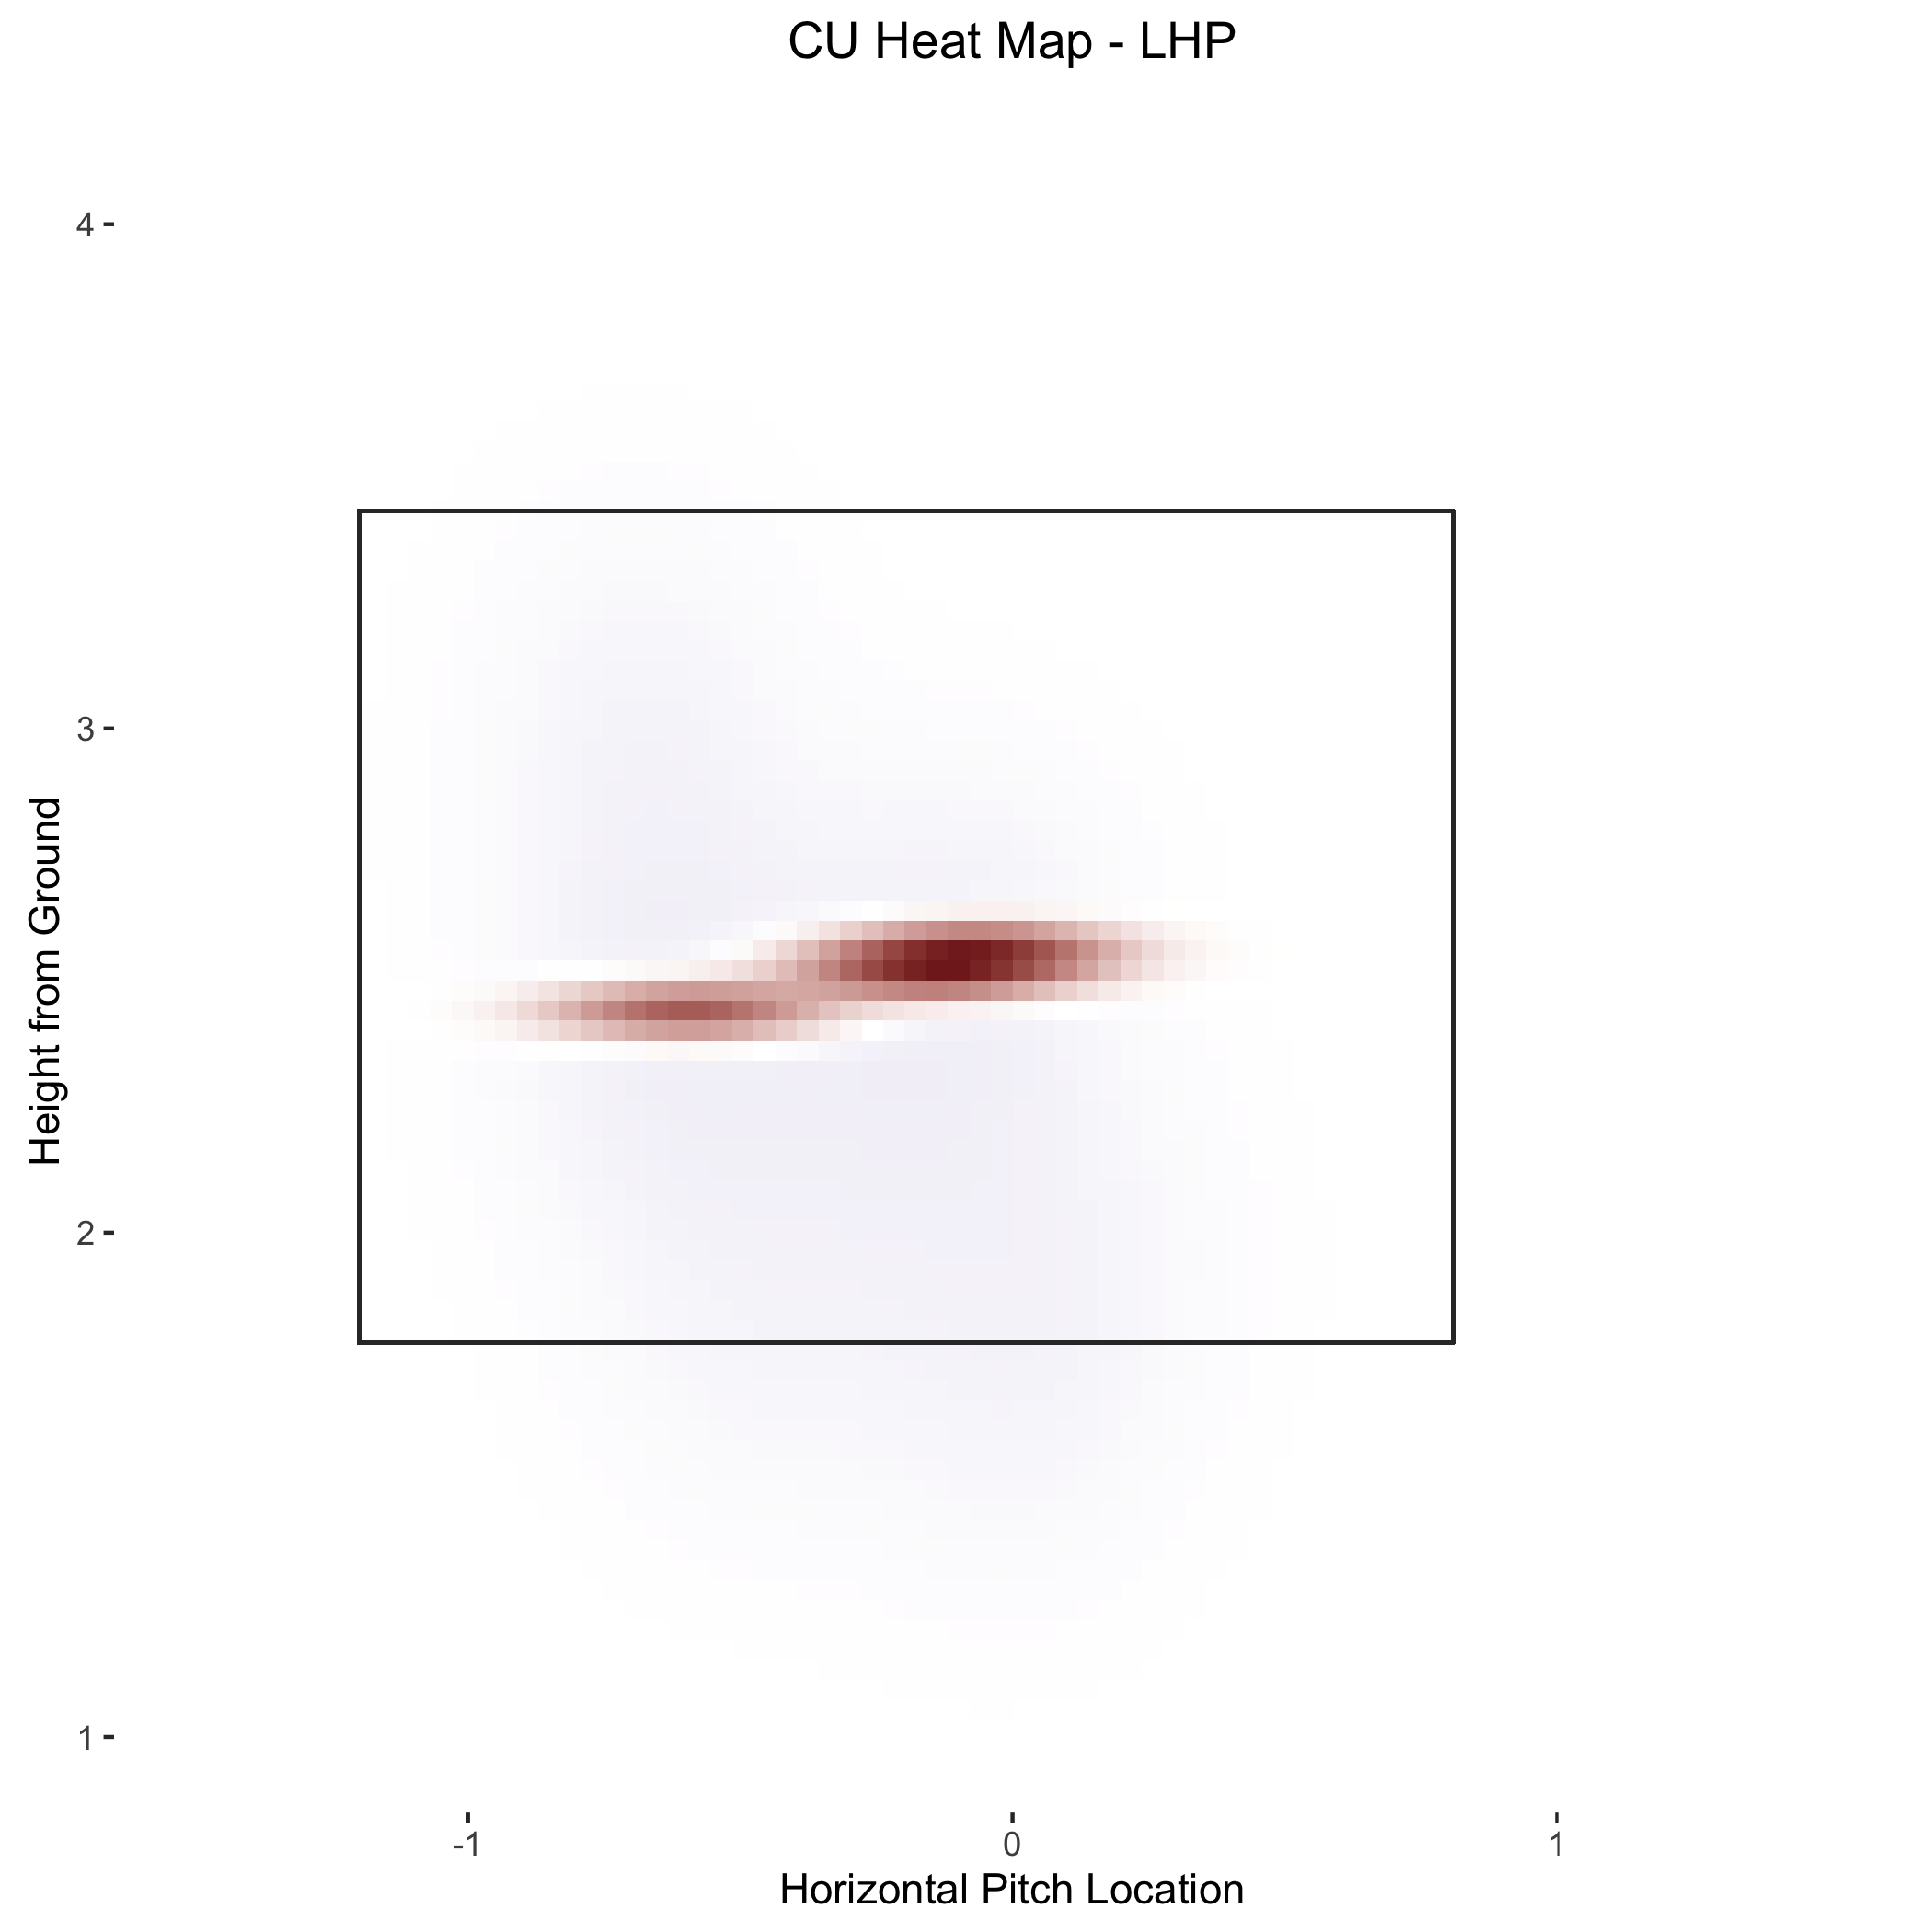 CU Heat Map - LHP
4
3
2
1
Height from Ground
-1 0 1
Horizontal Pitch Location